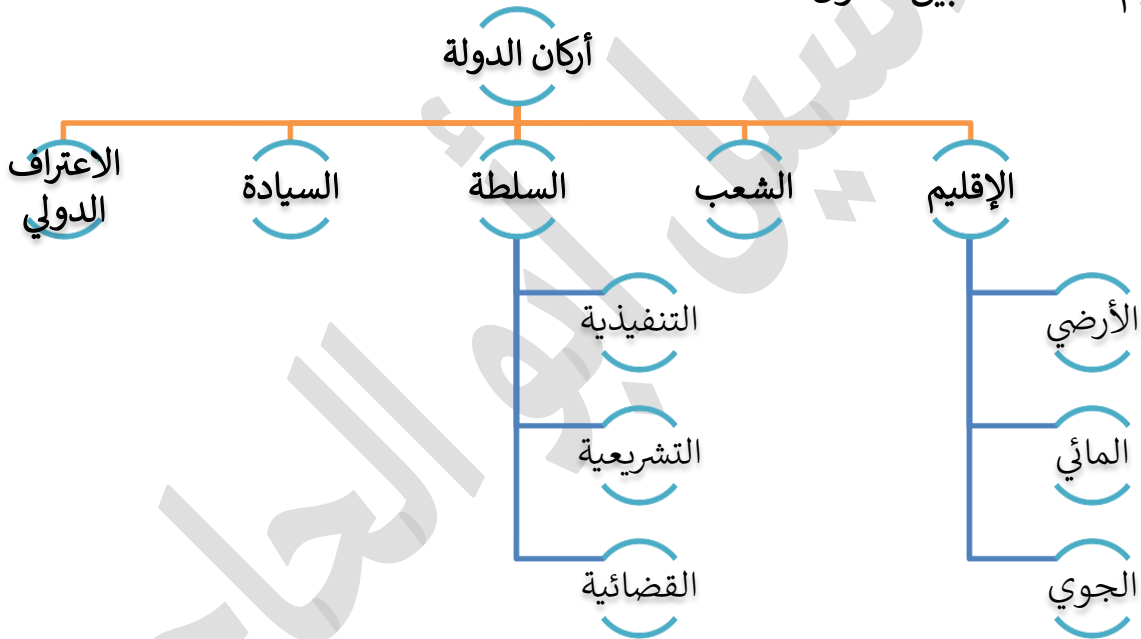 أركان الدولة
الإقليم
الشعب
السلطة
السيادة
الاعتراف
الدولي
الأرضي
المائي
الجوي
التنفيذية
التشريعية
القضائية